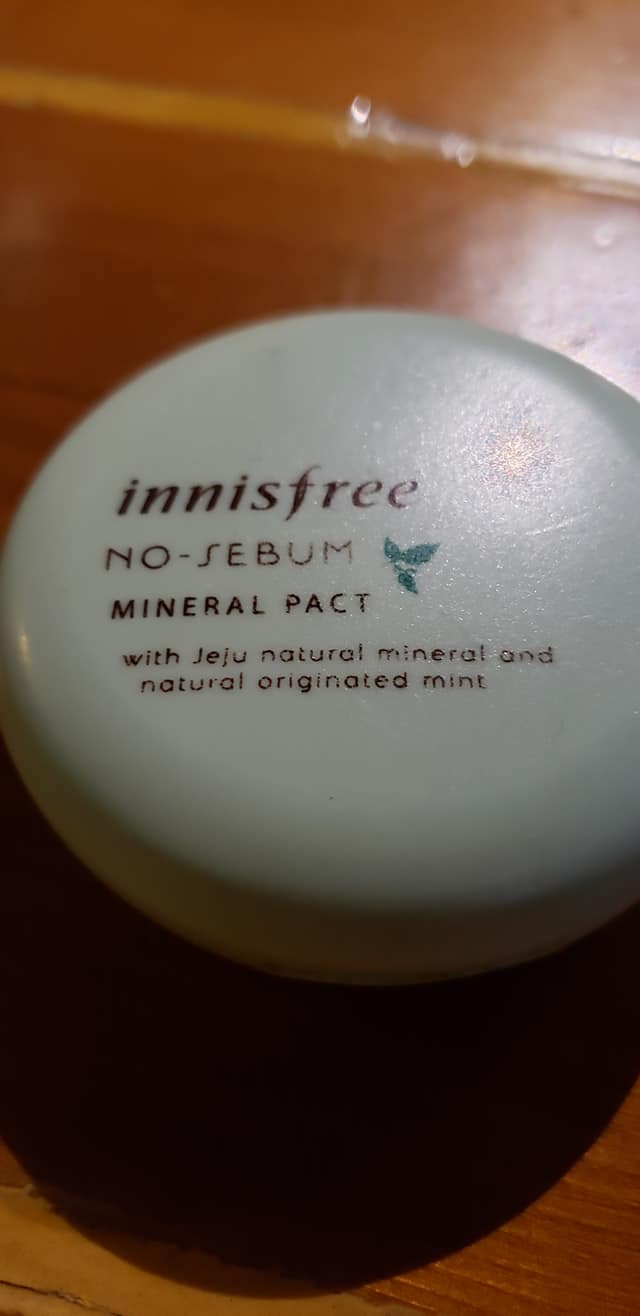 innisfree
NO-SEBUM
MINERAL PACT
with Jeju natural mineral and
natural originated mint